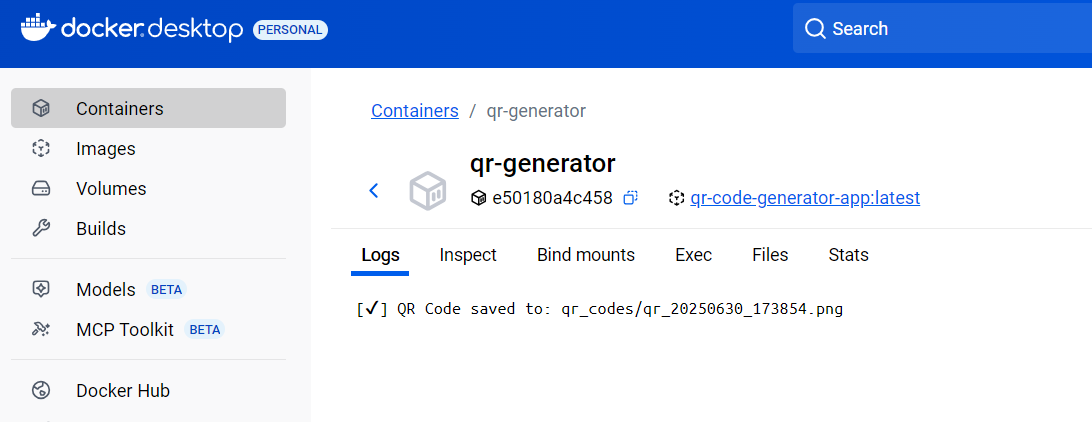 docker.desktop PERSONAL
Search
Containers
Images
Volumes
Builds
Models BETA
MCP Toolkit BETA
Docker Hub
Containers / qr-generator
qr-generator
e50180a4c458 qr-code-generator-app:latest
Logs Inspect Bind mounts Exec Files Stats
[✔] QR Code saved to: qr_codes/qr_20250630_173854.png